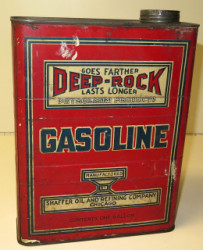 GOES FARTHER
DEEP-ROCK
LASTS LONGER
PETROLEUM PRODUCTS
GASOLINE
MANUFACTURED
BY
SHAFFER OIL AND REFINING COMPANY
CHICAGO